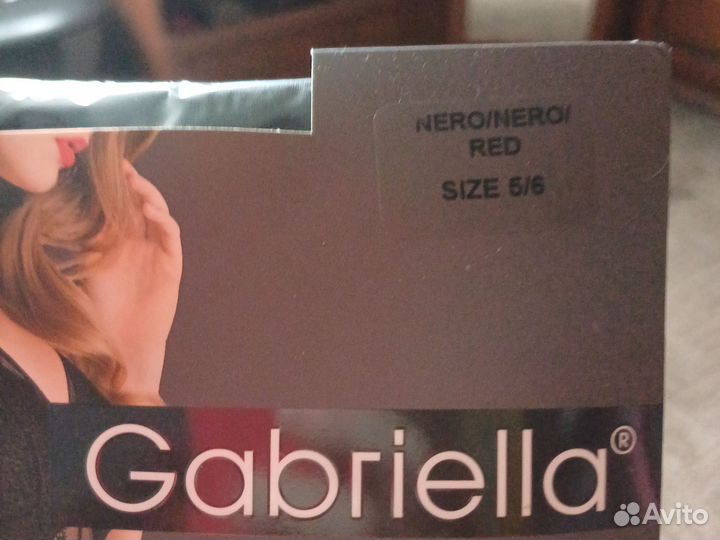 NERO/NERO/
RED
SIZE 5/6
Gabriella®
Avito